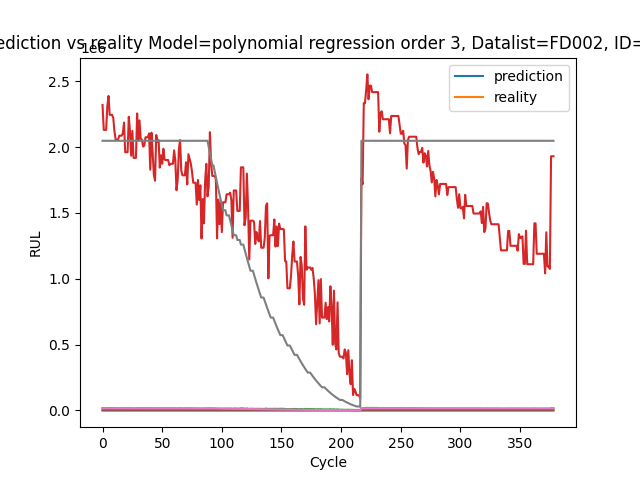 ediction vs reality Model=polynomial regression order 3, Datalist=FD002, ID=
1e6
prediction
reality
2.5
2.0
1.5
1.0
0.5
0.0
RUL
0 50 100 150 200 250 300 350
Cycle